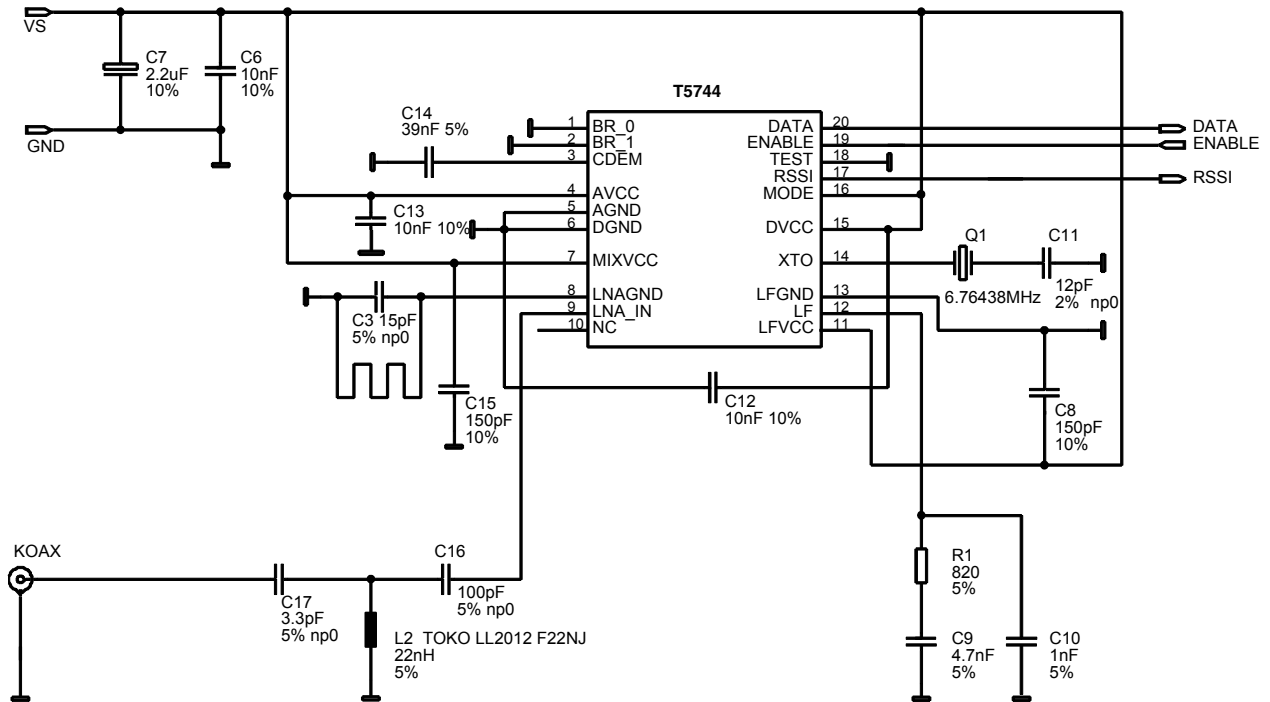 VS
C7
2.2uF
10%
C6
10nF
10%
GND
T5744
C14
39nF 5%
1 BR_0
2 BR_1
3 CDEM
4 AVCC
5 AGND
6 DGND
7 MIXVCC
8 LNAGND
9 LNA_IN
10 NC
DATA 20
ENABLE 19
TEST 18
RSSI 17
MODE 16
DVCC 15
XTO 14
LFGND 13
LF 12
LFVCC 11
DATA
ENABLE
RSSI
C13
10nF 10%
Q1
6.76438MHz
C11
12pF
2% np0
C3 15pF
5% np0
C15
150pF
10%
C12
10nF 10%
C8
150pF
10%
KOAX
C17
3.3pF
5% np0
C16
100pF
5% np0
L2 TOKO LL2012 F22NJ
22nH
5%
R1
820
5%
C9
4.7nF
5%
C10
1nF
5%